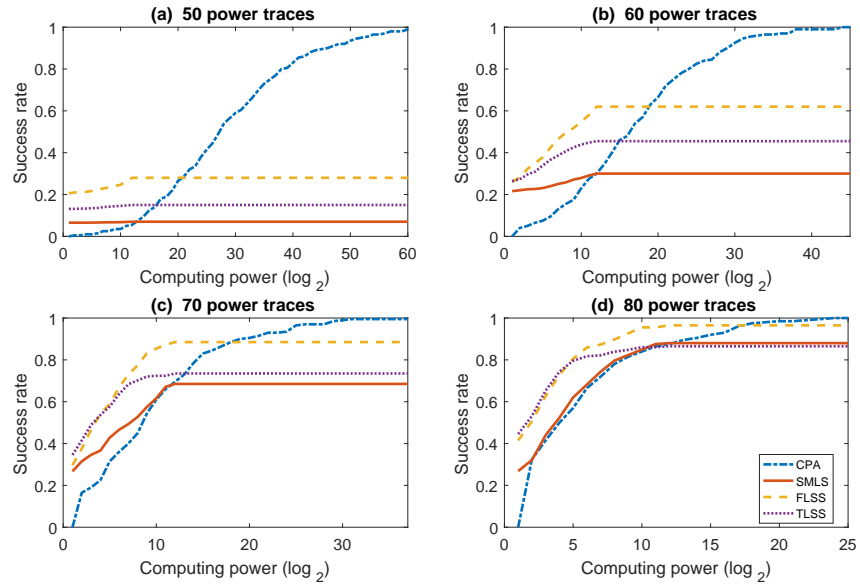 (a) 50 power traces
(b) 60 power traces
1
0.8
0.6
0.4
0.2
0
Success rate
0 10 20 30 40 50 60
Computing power (log 2)
1
0.8
0.6
0.4
0.2
0
Success rate
0 10 20 30 40
Computing power (log 2)
(c) 70 power traces
(d) 80 power traces
1
0.8
0.6
0.4
0.2
0
Success rate
0 10 20 30
Computing power (log 2)
1
0.8
0.6
0.4
0.2
0
Success rate
0 5 10 15 20 25
Computing power (log 2)
CPA
SMLS
FLSS
TLSS